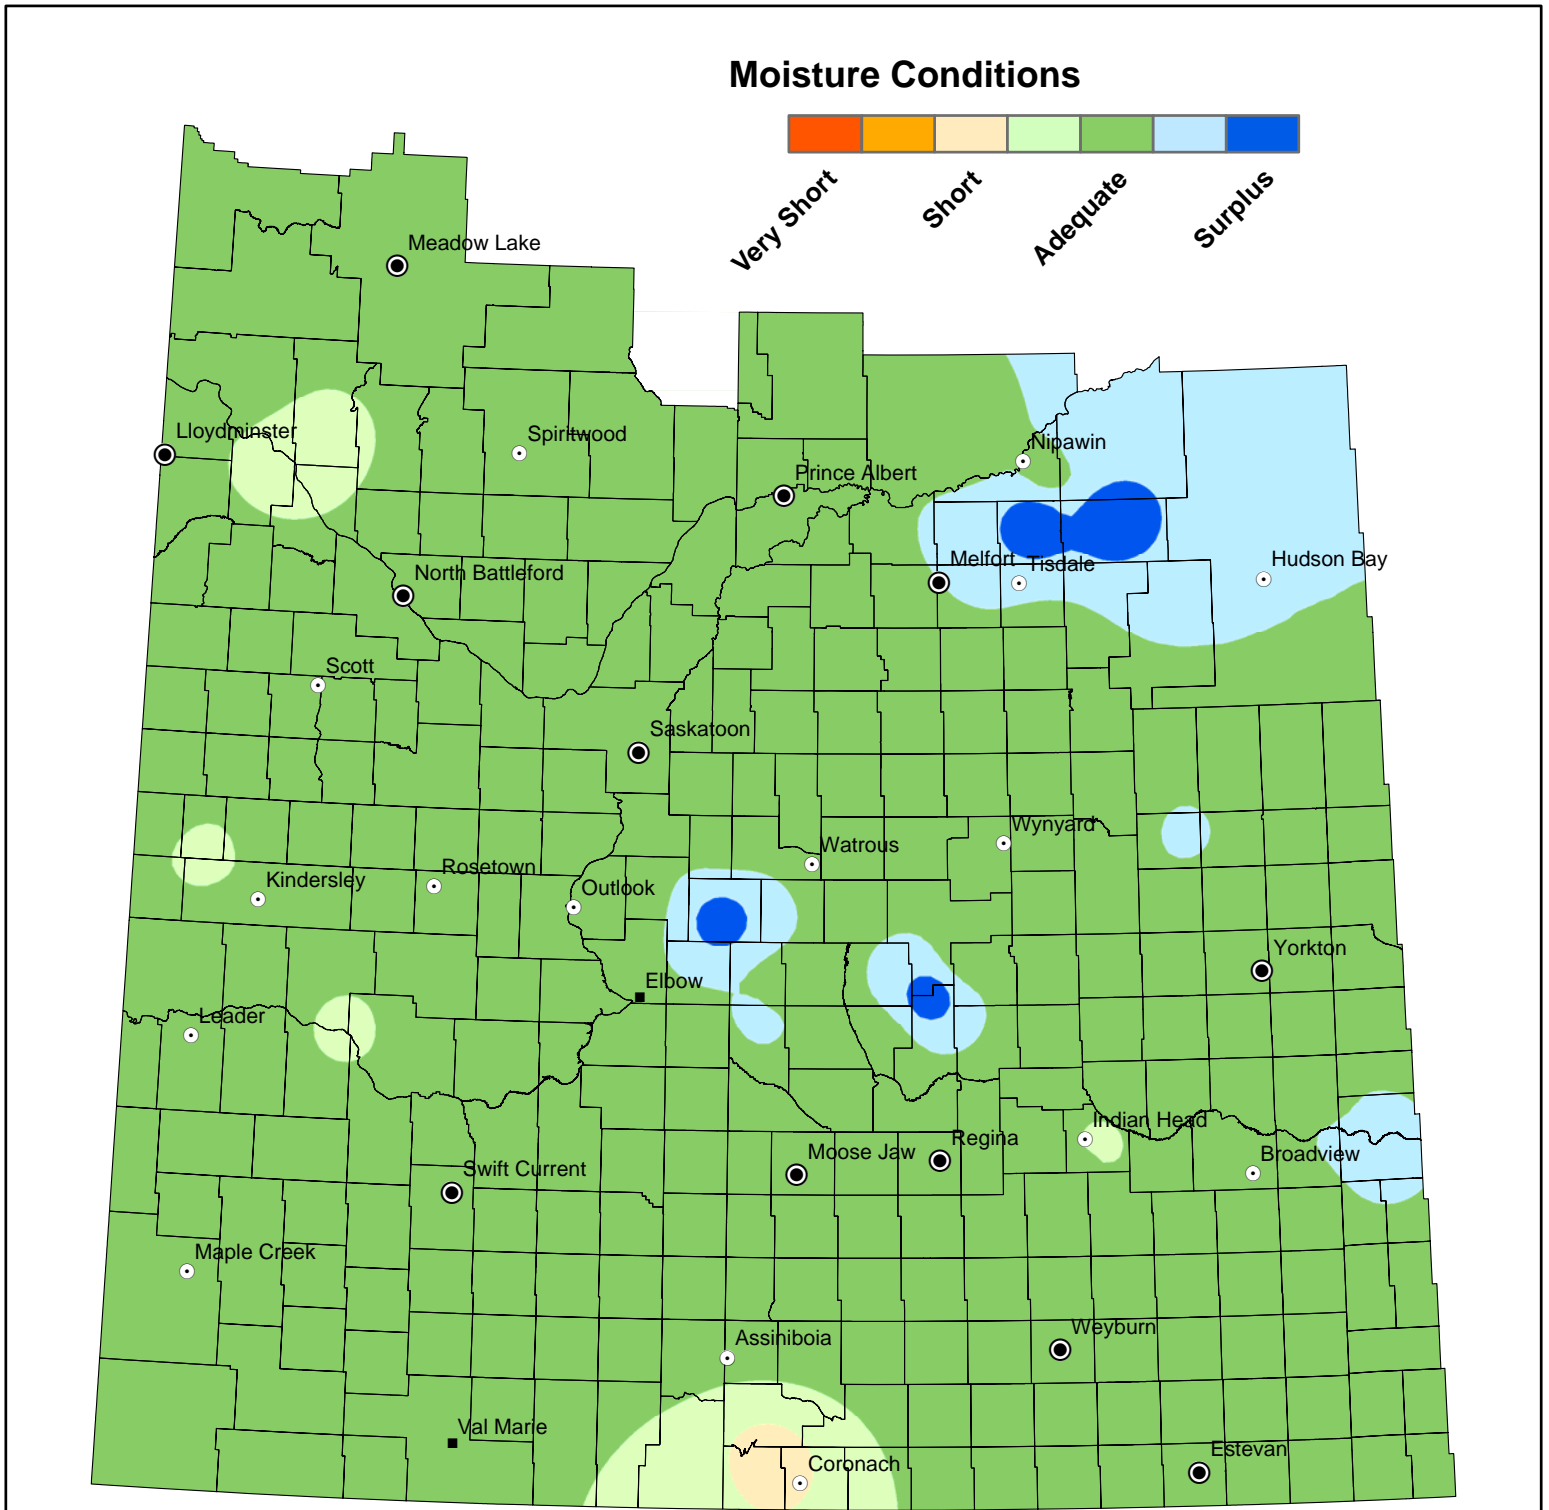 Moisture Conditions
Very Short
Short
Adequate
Surplus
Meadow Lake
Lloydminster
Spiritwood
Nipawin
Prince Albert
Melfort
Tisdale
Hudson Bay
North Battleford
Scott
Saskatoon
Wynyard
Watrous
Rosetown
Kindersley
Outlook
Yorkton
Elbow
Leader
Indian Head
Regina
Moose Jaw
Broadview
Swift Current
Maple Creek
Weyburn
Assiniboia
Val Marie
Estevan
Coronach